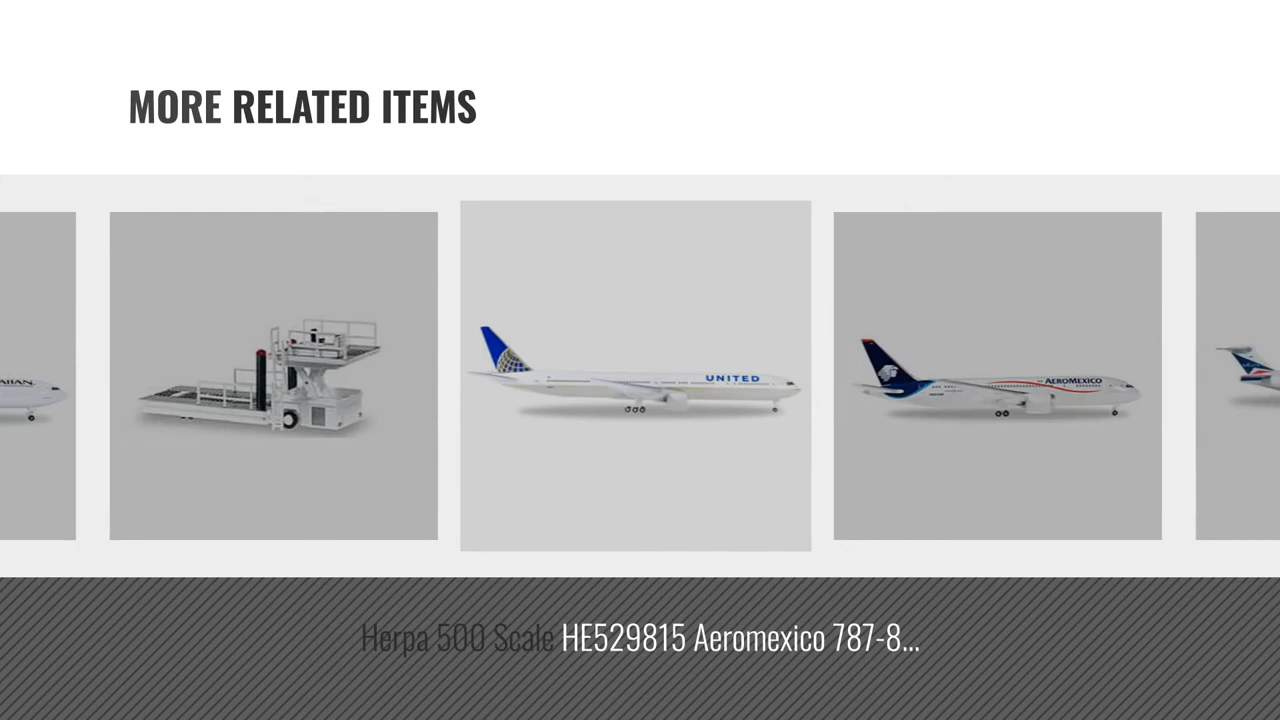 MORE RELATED ITEMS
UNITED
AEROMEXICO
Herpa 500 Scale HE529815 Aeromexico 787-8...